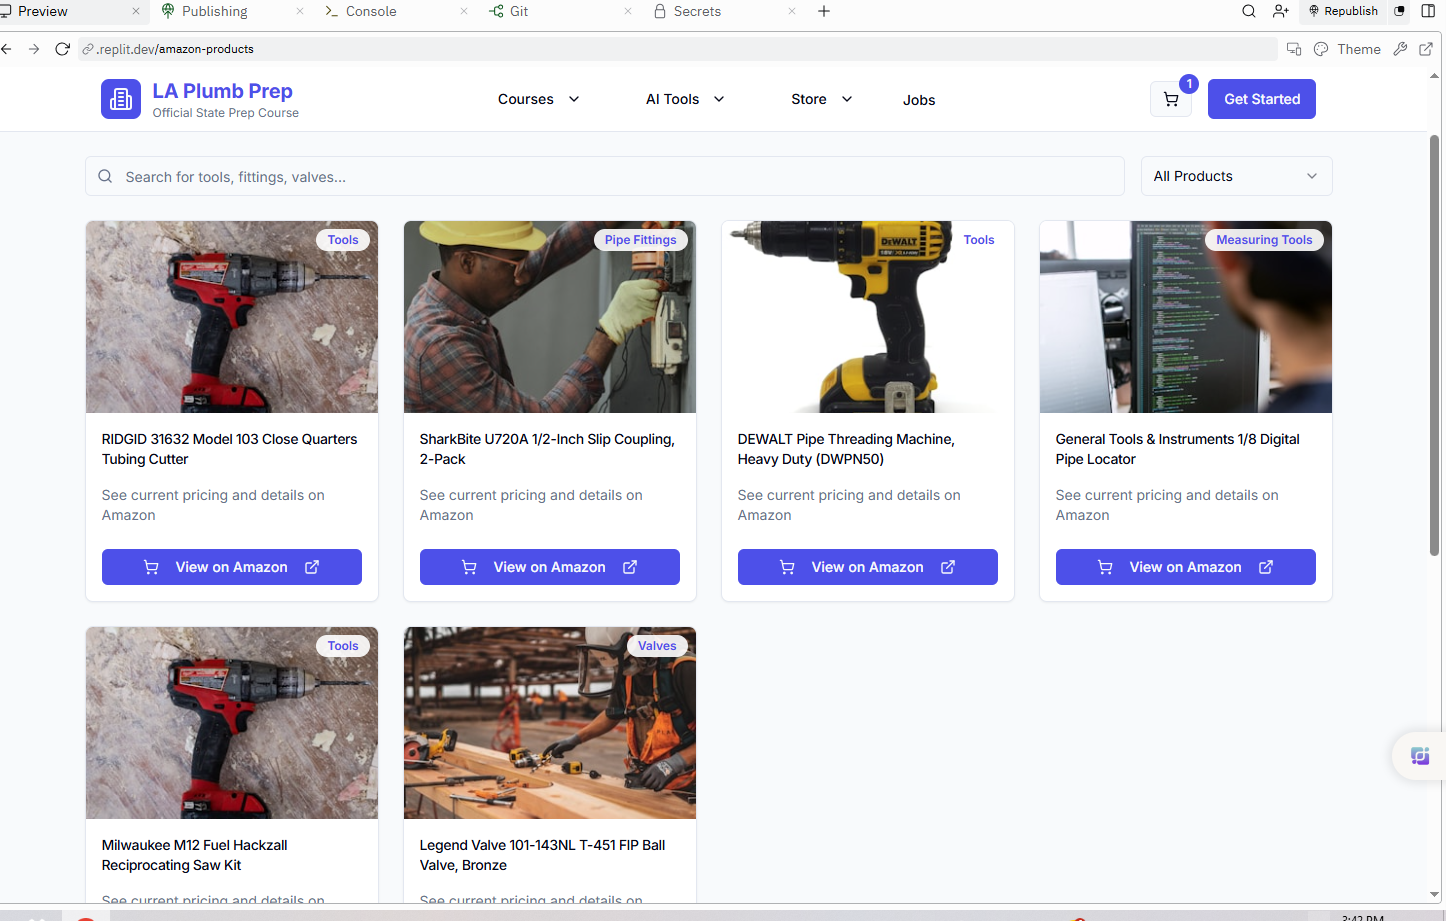 Preview
Publishing
Console
Git
Secrets
Republish
.replit.dev/amazon-products
Theme
LA Plumb Prep
Official State Prep Course
Courses
AI Tools
Store
Jobs
1
Get Started
Search for tools, fittings, valves...
All Products
Tools
Pipe Fittings
DEWALT
Tools
Measuring Tools
RIDGID 31632 Model 103 Close Quarters
Tubing Cutter
See current pricing and details on
Amazon
View on Amazon
SharkBite U720A 1/2-Inch Slip Coupling,
2-Pack
See current pricing and details on
Amazon
View on Amazon
DEWALT Pipe Threading Machine,
Heavy Duty (DWPN50)
See current pricing and details on
Amazon
View on Amazon
General Tools & Instruments 1/8 Digital
Pipe Locator
See current pricing and details on
Amazon
View on Amazon
Tools
Valves
Milwaukee M12 Fuel Hackzall
Reciprocating Saw Kit
See current pricing and details on
Legend Valve 101-143NL T-451 FIP Ball
Valve, Bronze
See current pricing and details on